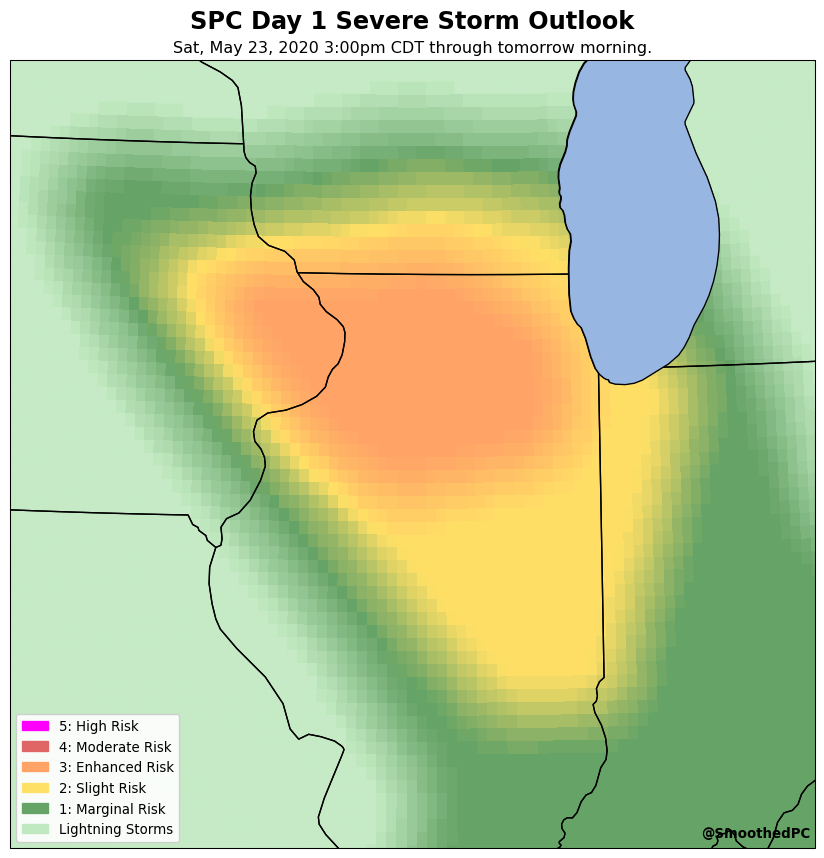 SPC Day 1 Severe Storm Outlook
Sat, May 23, 2020 3:00pm CDT through tomorrow morning.
5: High Risk
4: Moderate Risk
3: Enhanced Risk
2: Slight Risk
1: Marginal Risk
Lightning Storms
@SmoothedPC